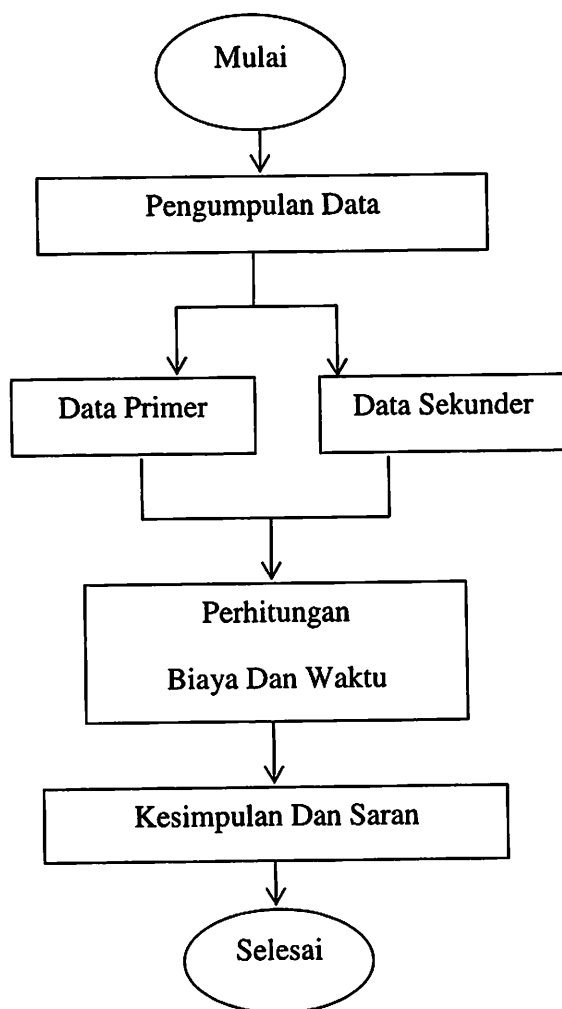 Mulai
Pengumpulan Data
Data Primer
Data Sekunder
Perhitungan
Biaya Dan Waktu
Kesimpulan Dan Saran
Selesai